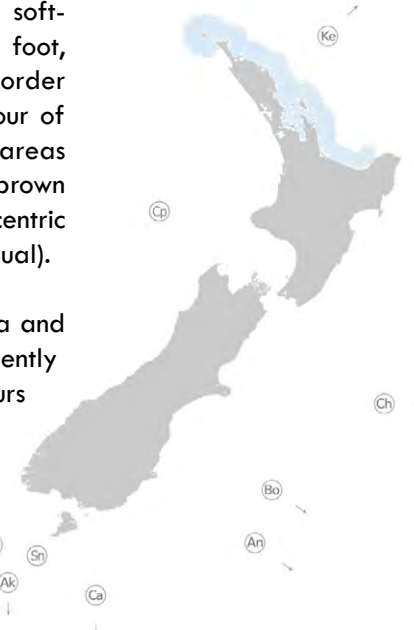 soft-
foot,
order
our of
areas
brown
centric
sual).
a and
ently
urs
Ke
Cp
Ch
Bo
An
Sn
Ak
Ca